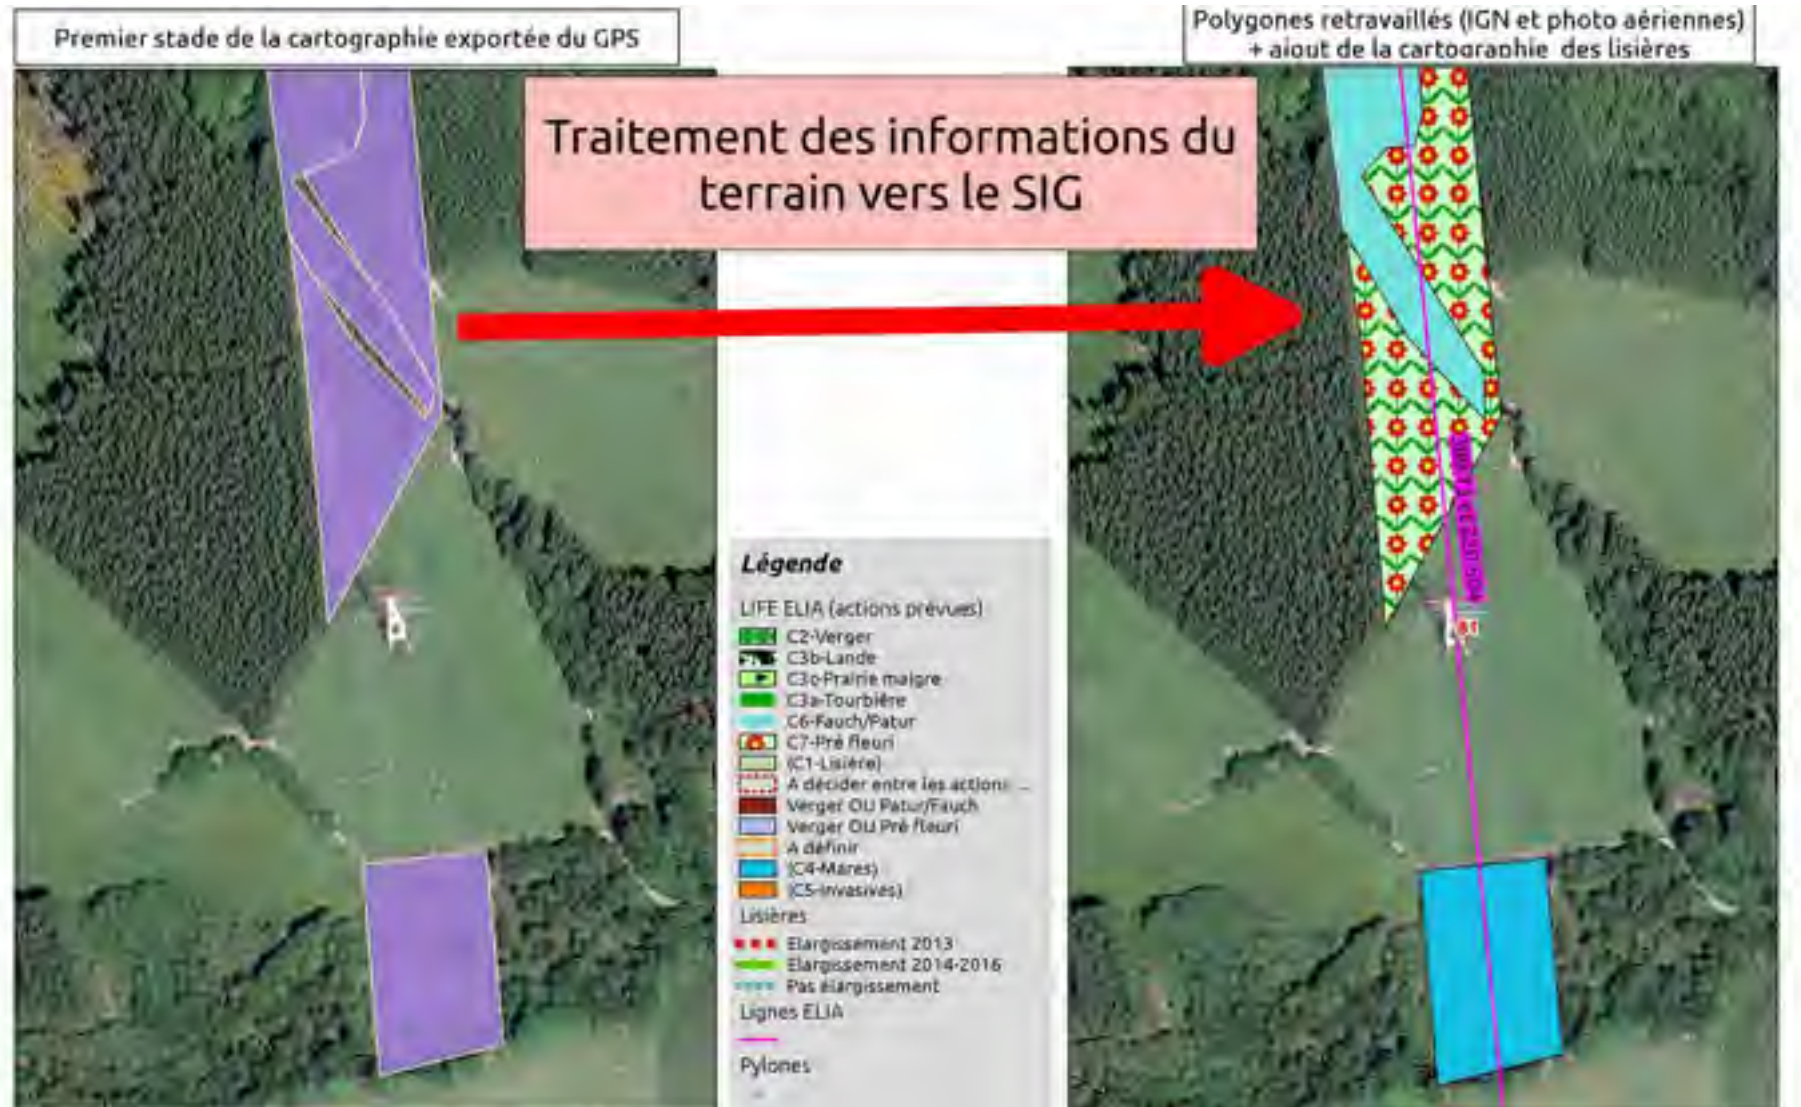 Premier stade de la cartographie exportée du GPS
Polygones retravaillés (IGN et photo aériennes)
+ ajout de la cartographie des lisières
Traitement des informations du
terrain vers le SIG
Légende
LIFE ELIA (actions prévues)
C2-Verger
C3b-Lande
C3c-Prairie maigre
C3a-Tourbière
C6-Fauch/Patur
C7-Pré fleuri
(C1-Lisière)
A décider entre les actions ...
Verger OU Patur/Fauch
Verger OU Pré fleuri
A définir
(C4-Mares)
(C5-Invasives)
Lisières
Elargissement 2013
Elargissement 2014-2016
Pas élargissement
Lignes ELIA
Pylones
61